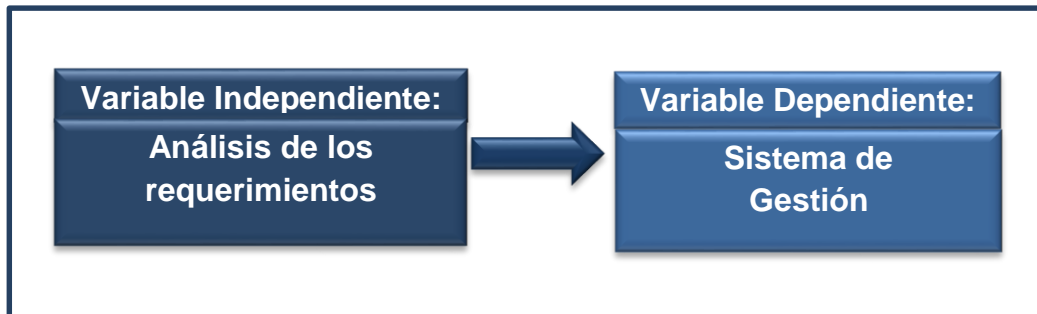 Variable Independiente:
Análisis de los
requerimientos
Variable Dependiente:
Sistema de
Gestión